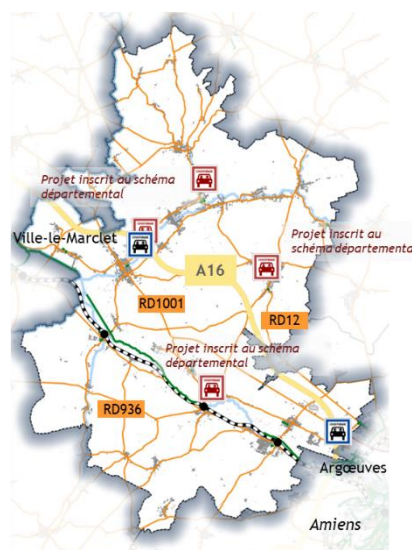 Projet inscrit au schéma
départemental
Ville-le-Marclet
Projet inscrit au
schéma départemental
A16
RD1001
RD12
Projet inscrit au schéma
départemental
RD936
Argœuves
Amiens